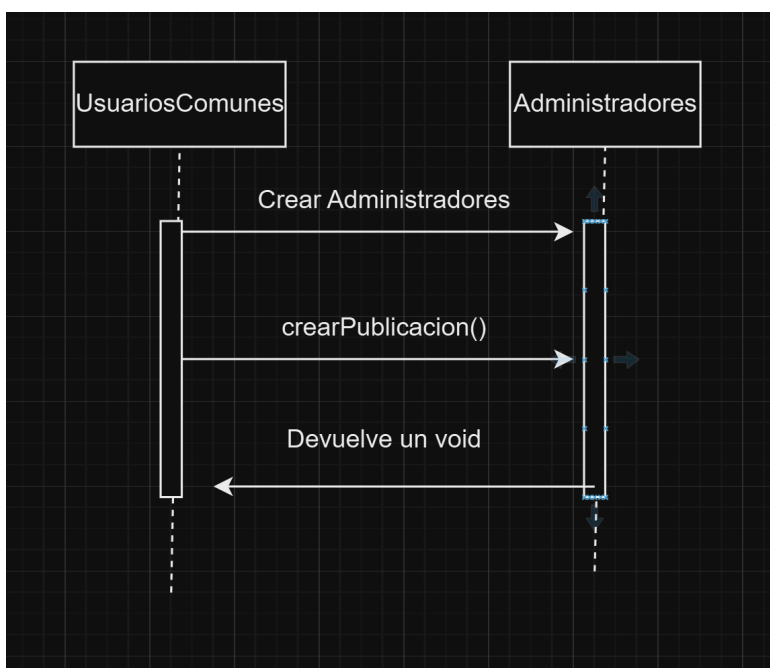 UsuariosComunes
Administradores
Crear Administradores
crearPublicacion()
Devuelve un void